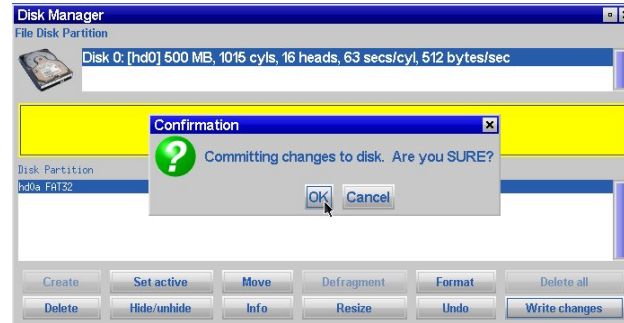 Disk Manager
File Disk Partition
Disk 0: [hd0] 500 MB, 1015 cyls, 16 heads, 63 secs/cyl, 512 bytes/sec
Confirmation
Committing changes to disk. Are you SURE?
OK Cancel
Disk Partition
hd0a FAT32
Create Set active Move Defragment Format Delete all
Delete Hide/unhide Info Resize Undo Write changes